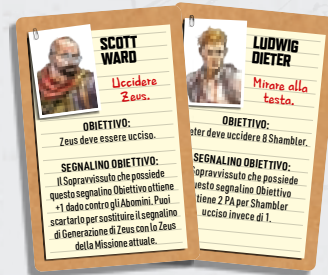 SCOTT
WARD
Uccidere
Zeus.
OBIETTIVO:
Zeus deve essere ucciso.
SEGNALINO OBIETTIVO:
Il Sopravvissuto che possiede
questo segnalino Obiettivo ottiene
+1 dado contro gli Abomini. Puoi
scartarlo per sostituire il segnalino
di Generazione di Zeus con lo Zeus
della Missione attuale.
LUDWIG
DIETER
Mirare alla
testa.
OBIETTIVO:
eter deve uccidere 8 Shambler.
SEGNALINO OBIETTIVO:
Sopravvissuto che possiede
uesto segnalino Obiettivo
tiene 2 PA per Shambler
ucciso invece di 1.